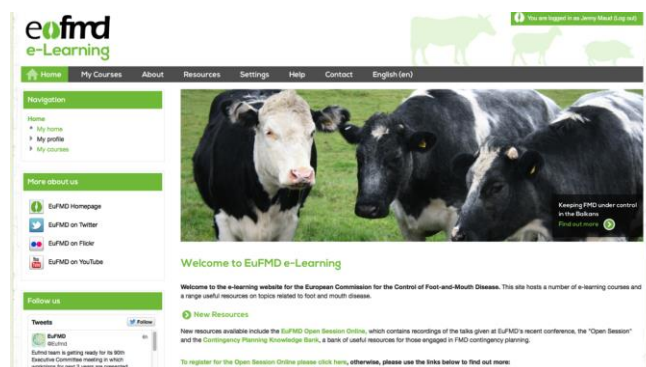 eofmd
e-Learning
You are logged in as Jenny Maud (Log out)
Home My Courses About Resources Settings Help Contact English (en)
Navigation
Home
My home
My profile
My courses
More about us
EuFMD Homepage
EuFMD on Twitter
EuFMD on Flickr
You Tube
EuFMD on YouTube
Follow us
Tweets
Follow
EuFMD
@Eufmd
Eufmd team is getting ready for its 90th
Executive Committee meeting in which
Keeping FMD under control
in the Balkans
Find out more
Welcome to EuFMD e-Learning
Welcome to the e-learning website for the European Commission for the Control of Foot-and-Mouth Disease. This site hosts a number of e-learning courses and
a range useful resources on topics related to foot and mouth disease.
New Resources
New resources available include the EuFMD Open Session Online, which contains recordings of the talks given at EuFMD's recent conference, the "Open Session"
and the Contingency Planning Knowledge Bank, a bank of useful resources for those engaged in FMD contingency planning.
To register for the Open Session Online please click here, otherwise, please use the links below to find out more: